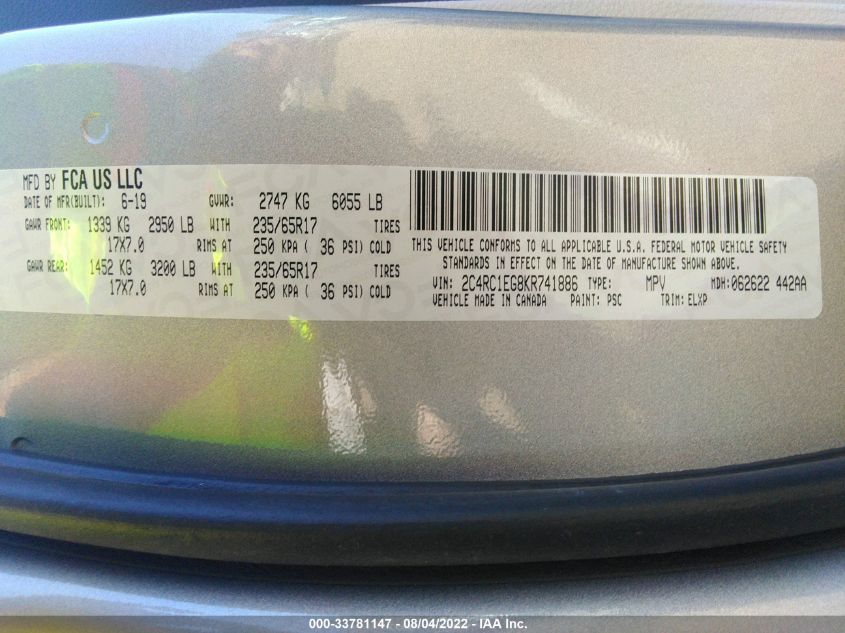 MFD BY FCA US LLC
DATE OF MFR(BUILT): 6-19 GVWR: 2747 KG 6055 LB
GAWR FRONT: 1339 KG 2950 LB WITH 235/65R17 TIRES
17X7.0 RIMS AT 250 KPA ( 36 PSI) COLD
GAWR REAR: 1452 KG 3200 LB WITH 235/65R17 TIRES
17X7.0 RIMS AT 250 KPA ( 36 PSI) COLD
THIS VEHICLE CONFORMS TO ALL APPLICABLE U.S.A. FEDERAL MOTOR VEHICLE SAFETY
STANDARDS IN EFFECT ON THE DATE OF MANUFACTURE SHOWN ABOVE.
VIN: 2C4RC1EG8KR741886 TYPE: MPV MDH:062622 442AA
VEHICLE MADE IN CANADA PAINT: PSC TRIM: ELXP
000-33781147 - 08/04/2022 - IAA Inc.